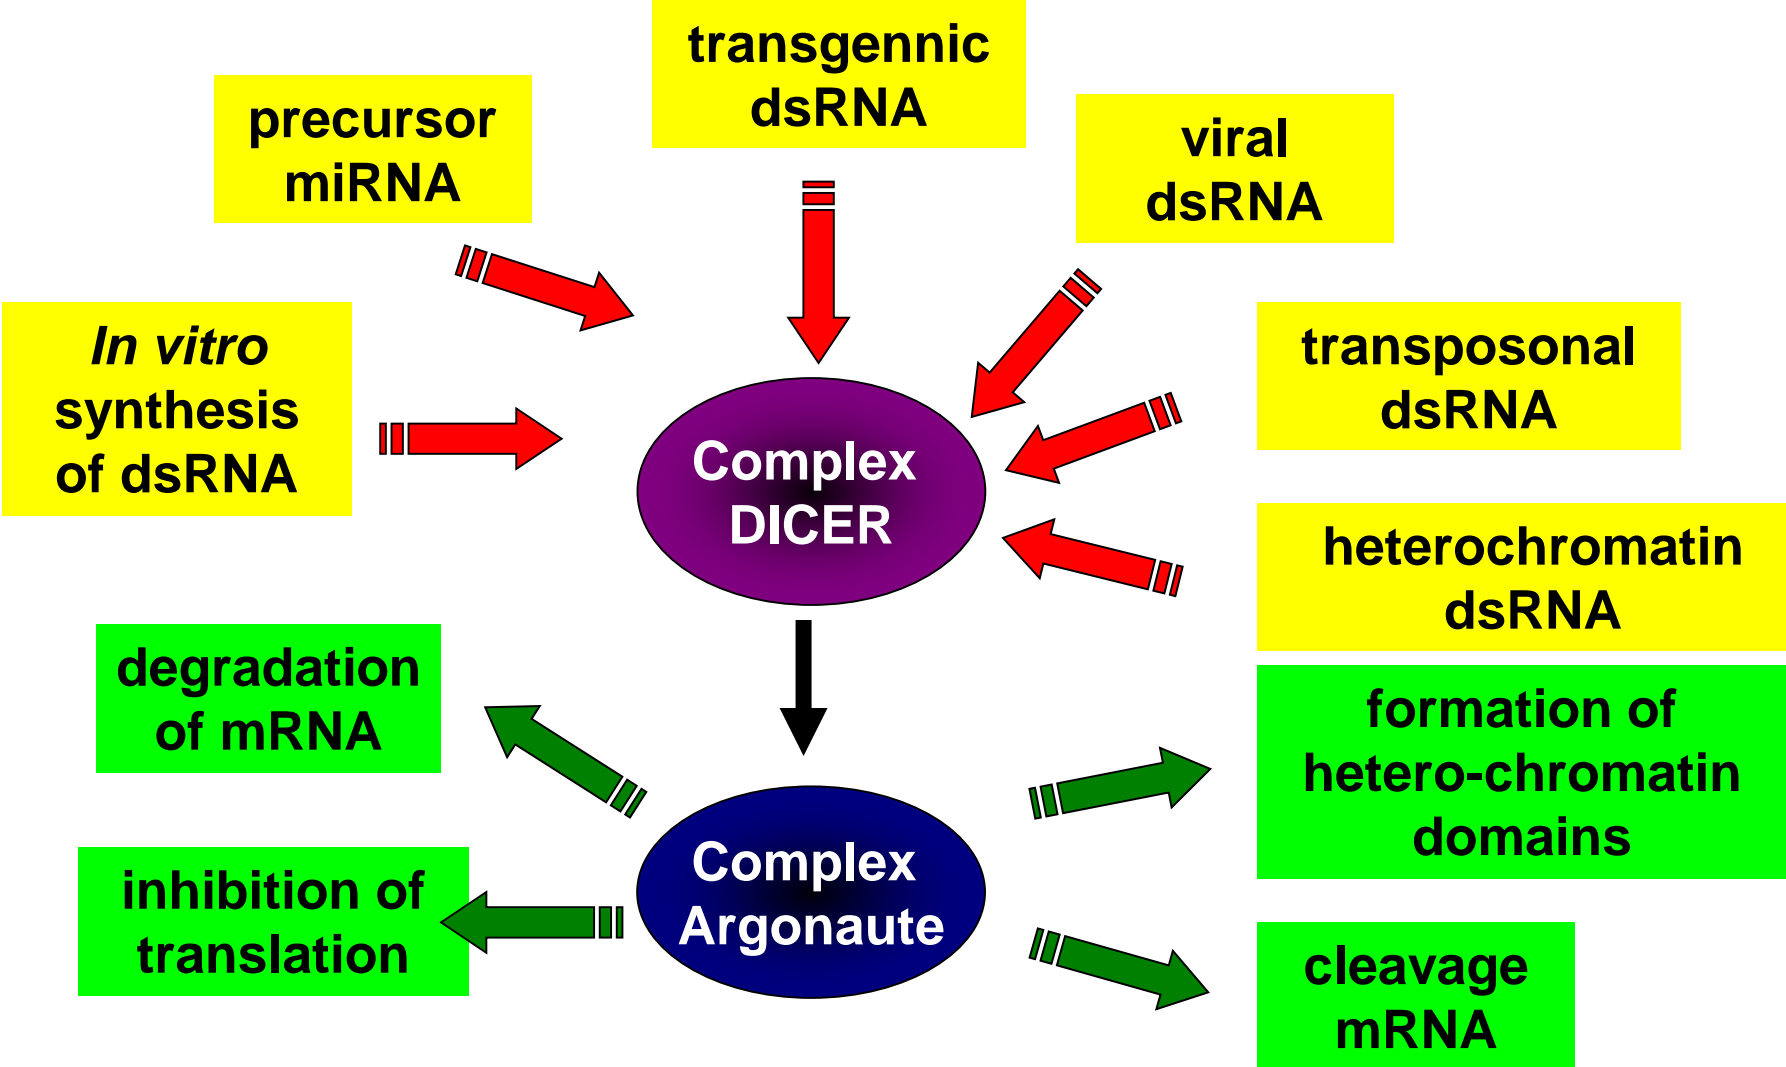 transgennic
dsRNA
precursor
miRNA
viral
dsRNA
In vitro
synthesis
of dsRNA
transposonal
dsRNA
Complex
DICER
heterochromatin
dsRNA
degradation
of mRNA
formation of
hetero-chromatin
domains
inhibition of
translation
Complex
Argonaute
cleavage
mRNA